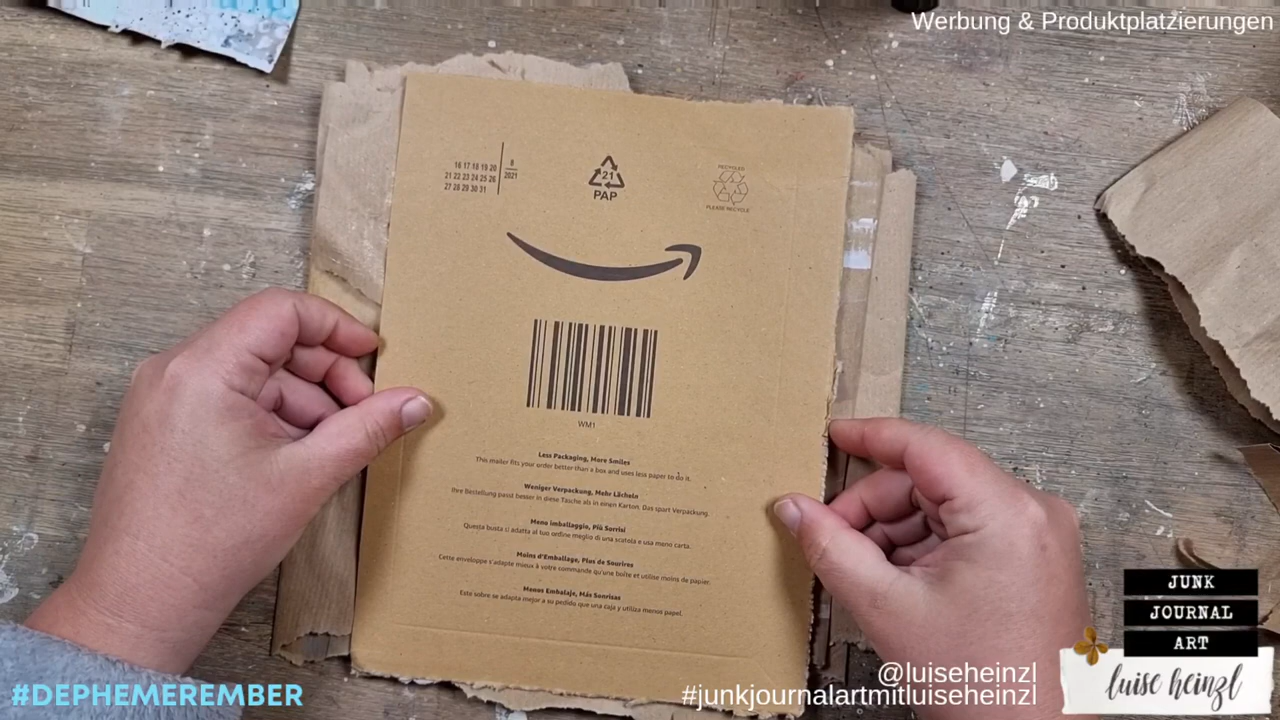 Werbung & Produktplatzierungen
16 17 18 19 20
21 22 23 24 25 26
27 28 29 30 31
8
2021
21
PAP
RECYCLED
PLEASE RECYCLE
WM1
Less Packaging, More Smiles
This mailer fits your order better than a box and uses less paper to do it.
Weniger Verpackung, Mehr Lächeln
Ihre Bestellung passt besser in diese Tasche als in einen Karton. Das spart Verpackung.
Meno imballaggio, Più Sorrisi
Questa busta si adatta al tuo ordine meglio di una scatola e usa meno carta.
Moins d'Emballage, Plus de Sourires
Cette enveloppe s'adapte mieux à votre commande qu'une boîte et utilise moins de papier.
Menos Embalaje, Más Sonrisas
Este sobre se adapta mejor a su pedido que una caja y utiliza menos papel.
JUNK
JOURNAL
ART
luise heinzl
@luiseheinzl
#junkjournalartmitluiseheinzl
#DEPHEMEREMBER